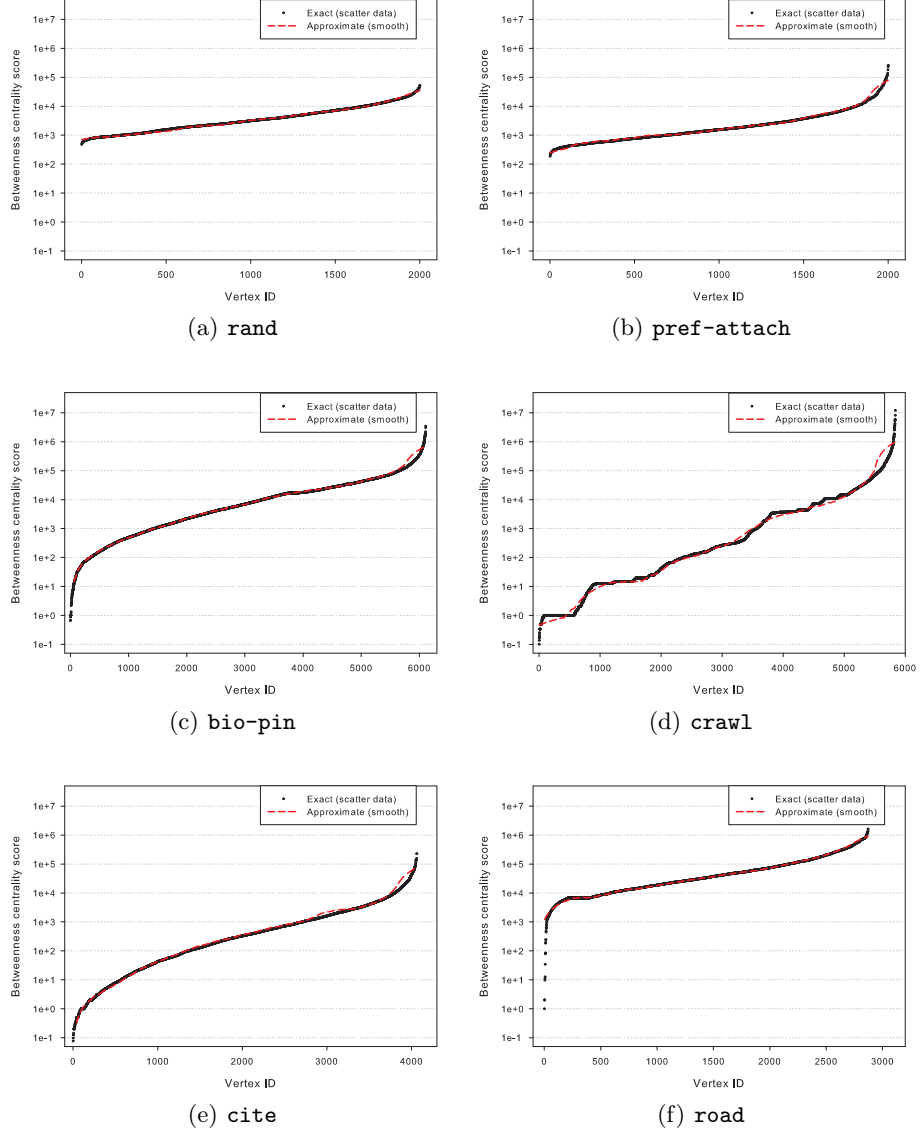 Exact (scatter data)
Approximate (smooth)
1e+7
1e+6
1e+5
1e+4
1e+3
1e+2
1e+1
1e+0
1e-1
Betweenness centrality score
0 500 1000 1500 2000
Vertex ID
(a) rand
Exact (scatter data)
Approximate (smooth)
1e+7
1e+6
1e+5
1e+4
1e+3
1e+2
1e+1
1e+0
1e-1
Betweenness centrality score
0 500 1000 1500 2000
Vertex ID
(b) pref-attach
Exact (scatter data)
Approximate (smooth)
1e+7
1e+6
1e+5
1e+4
1e+3
1e+2
1e+1
1e+0
1e-1
Betweenness centrality score
0 1000 2000 3000 4000 5000 6000
Vertex ID
(c) bio-pin
Exact (scatter data)
Approximate (smooth)
1e+7
1e+6
1e+5
1e+4
1e+3
1e+2
1e+1
1e+0
1e-1
Betweenness centrality score
0 1000 2000 3000 4000 5000 6000
Vertex ID
(d) crawl
Exact (scatter data)
Approximate (smooth)
1e+7
1e+6
1e+5
1e+4
1e+3
1e+2
1e+1
1e+0
1e-1
Betweenness centrality score
0 1000 2000 3000 4000
Vertex ID
(e) cite
Exact (scatter data)
Approximate (smooth)
1e+7
1e+6
1e+5
1e+4
1e+3
1e+2
1e+1
1e+0
1e-1
Betweenness centrality score
0 500 1000 1500 2000 2500 3000
Vertex ID
(f) road